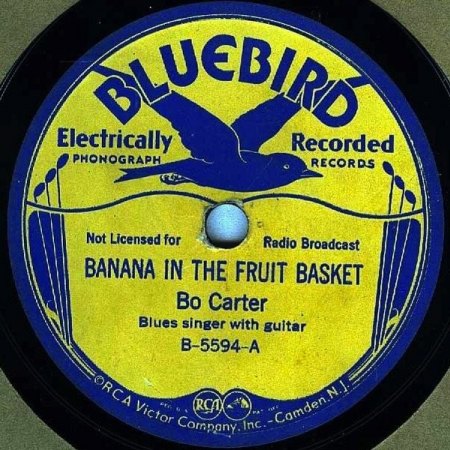 BLUEBIRD
Electrically Recorded
PHONOGRAPH RECORDS
Not Licensed for Radio Broadcast
BANANA IN THE FRUIT BASKET
Bo Carter
Blues singer with guitar
B-5594-A
RCA
©RCA Victor Company, Inc.-Camden, N.J.